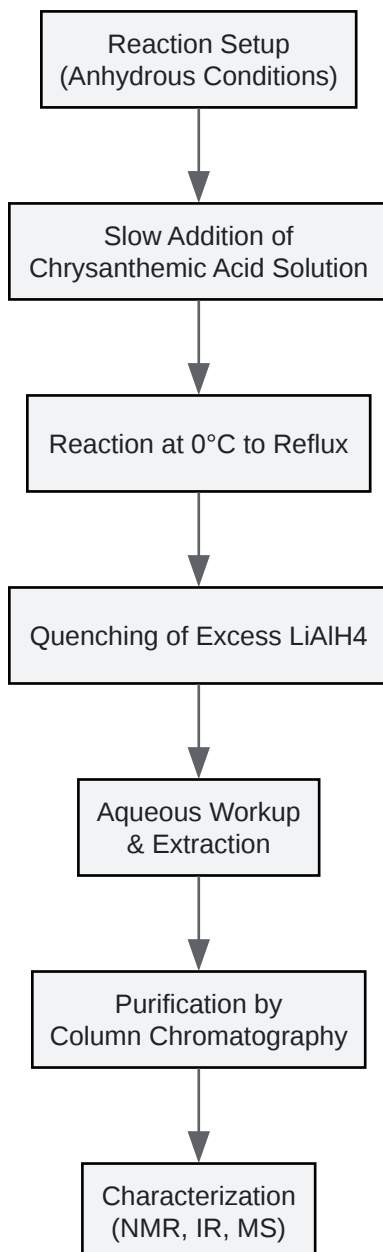 Reaction Setup
(Anhydrous Conditions)
Slow Addition of
Chrysanthemic Acid Solution
Reaction at 0°C to Reflux
Quenching of Excess LiAlH4
Aqueous Workup
& Extraction
Purification by
Column Chromatography
Characterization
(NMR, IR, MS)